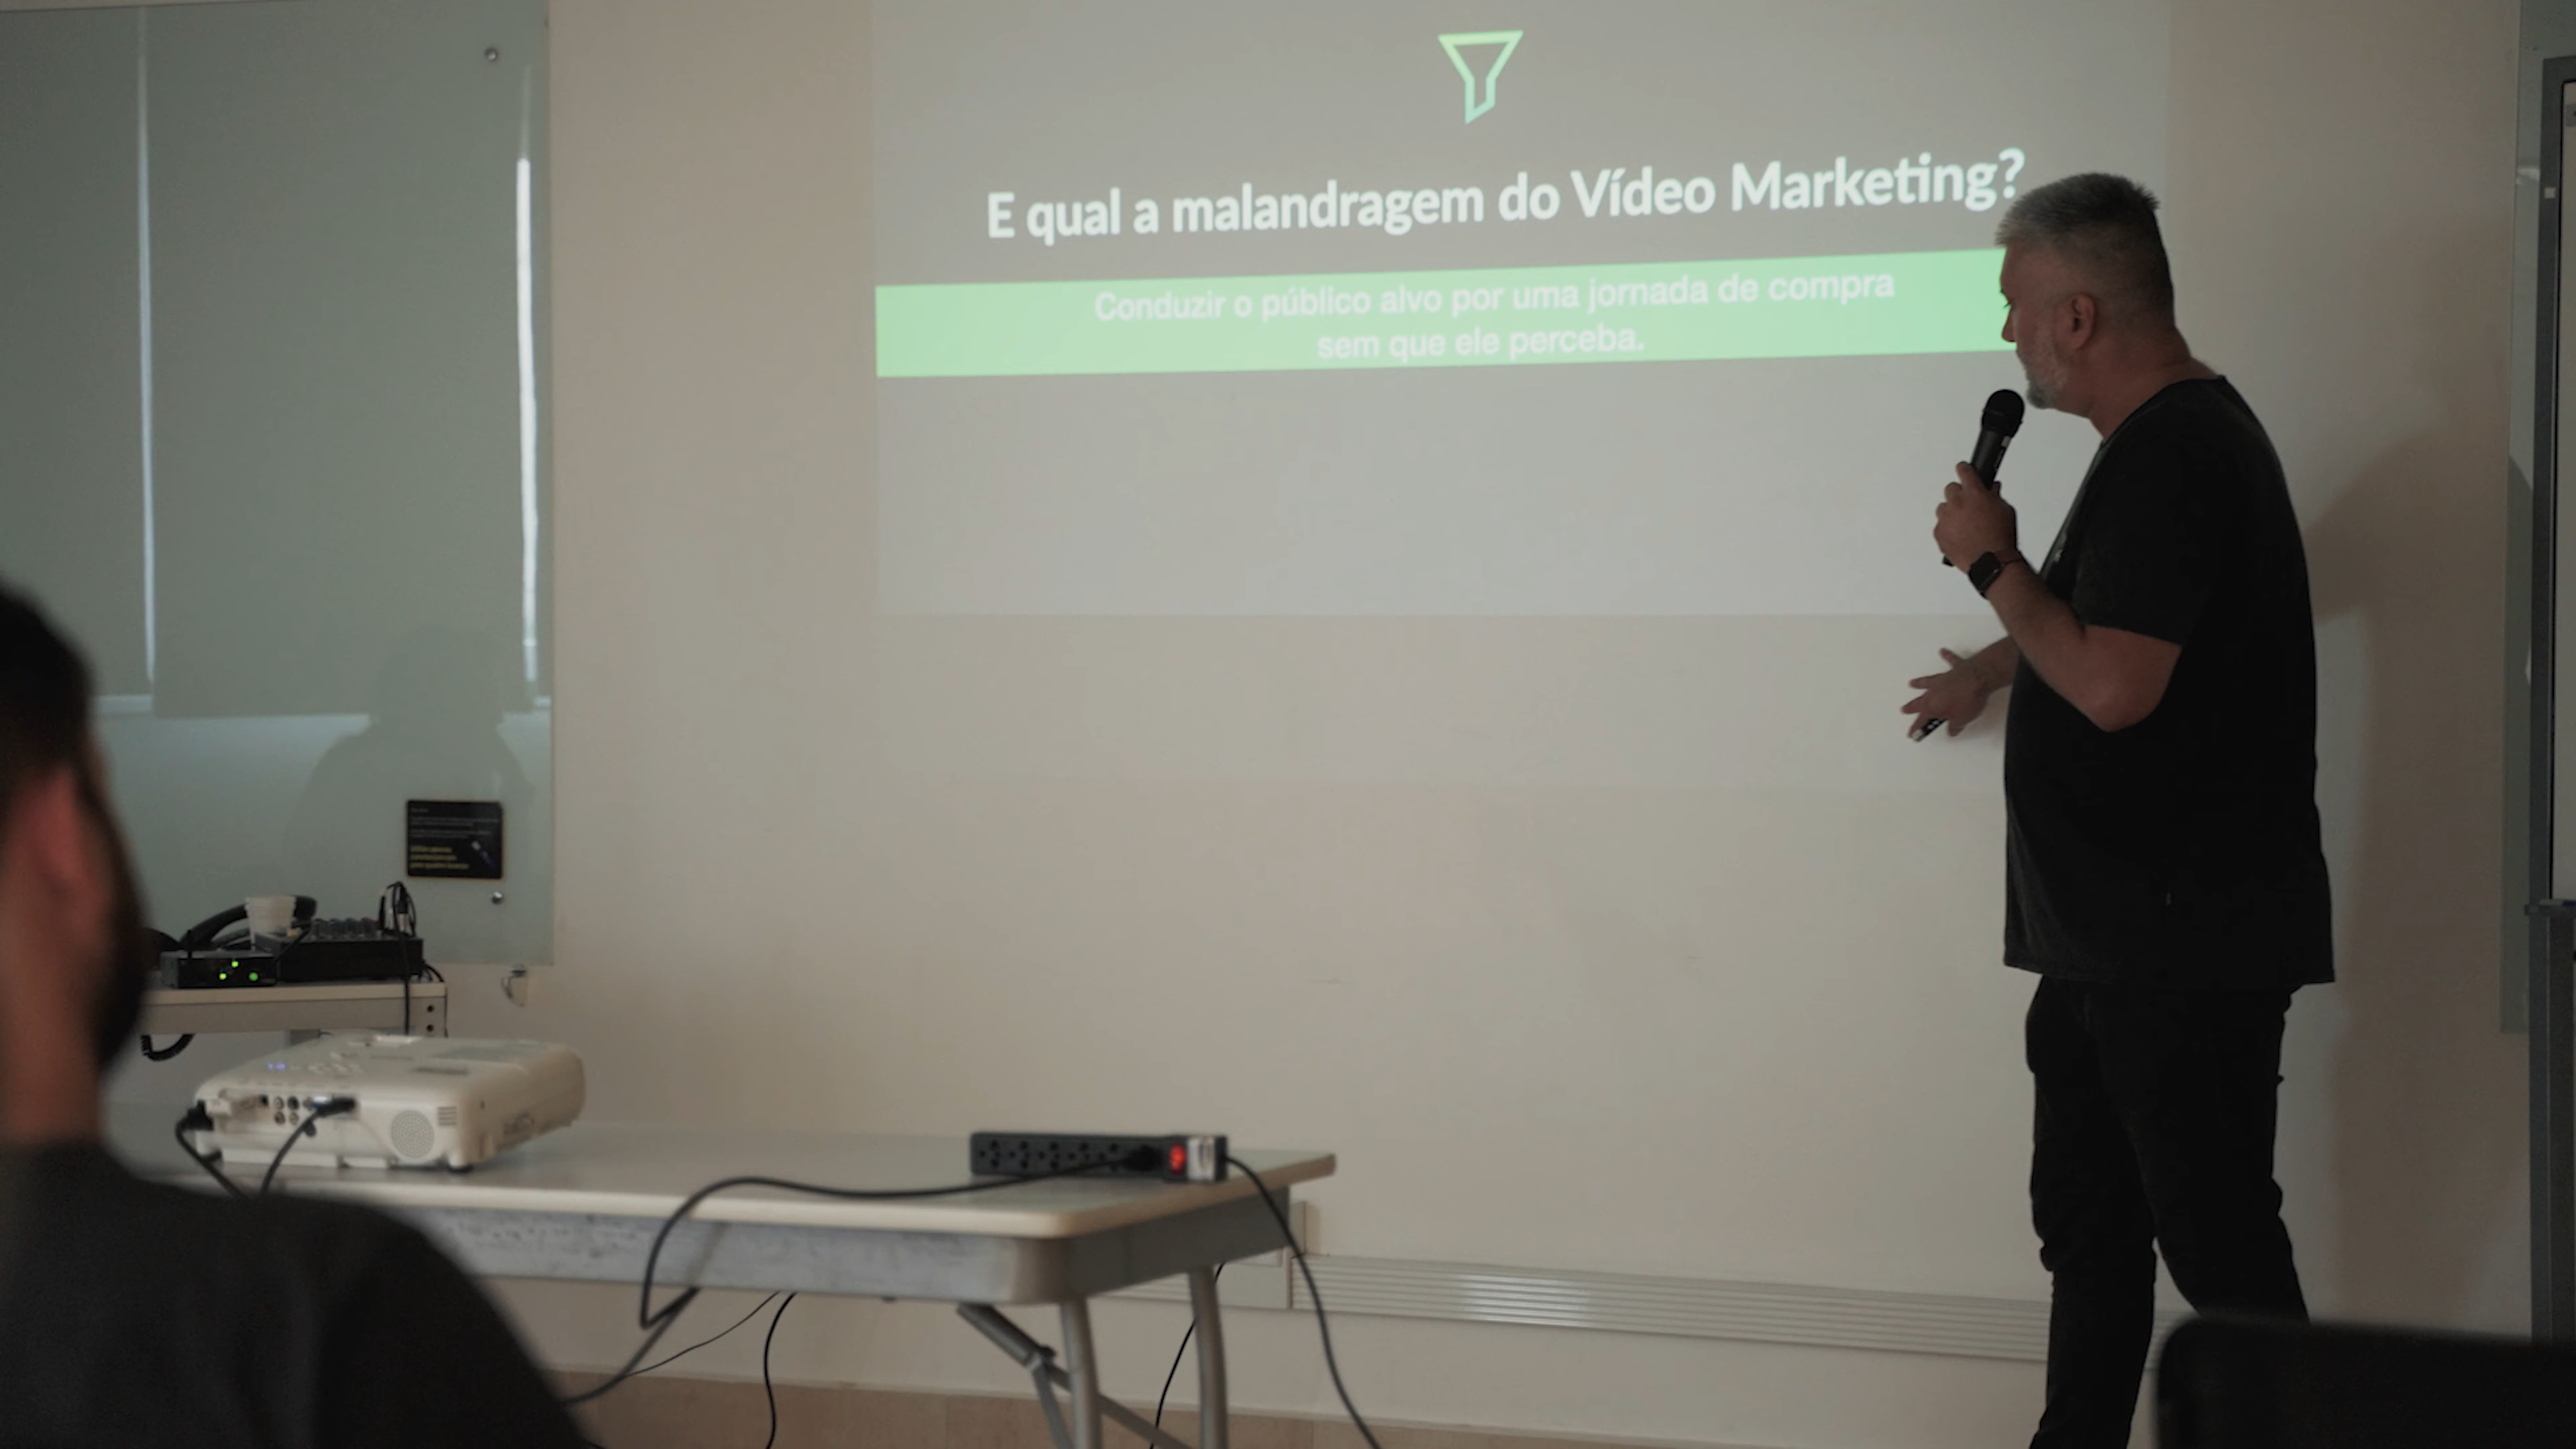 E qual a malandragem do Vídeo Marketing?
Conduzir o público alvo por uma jornada de compra
sem que ele perceba.